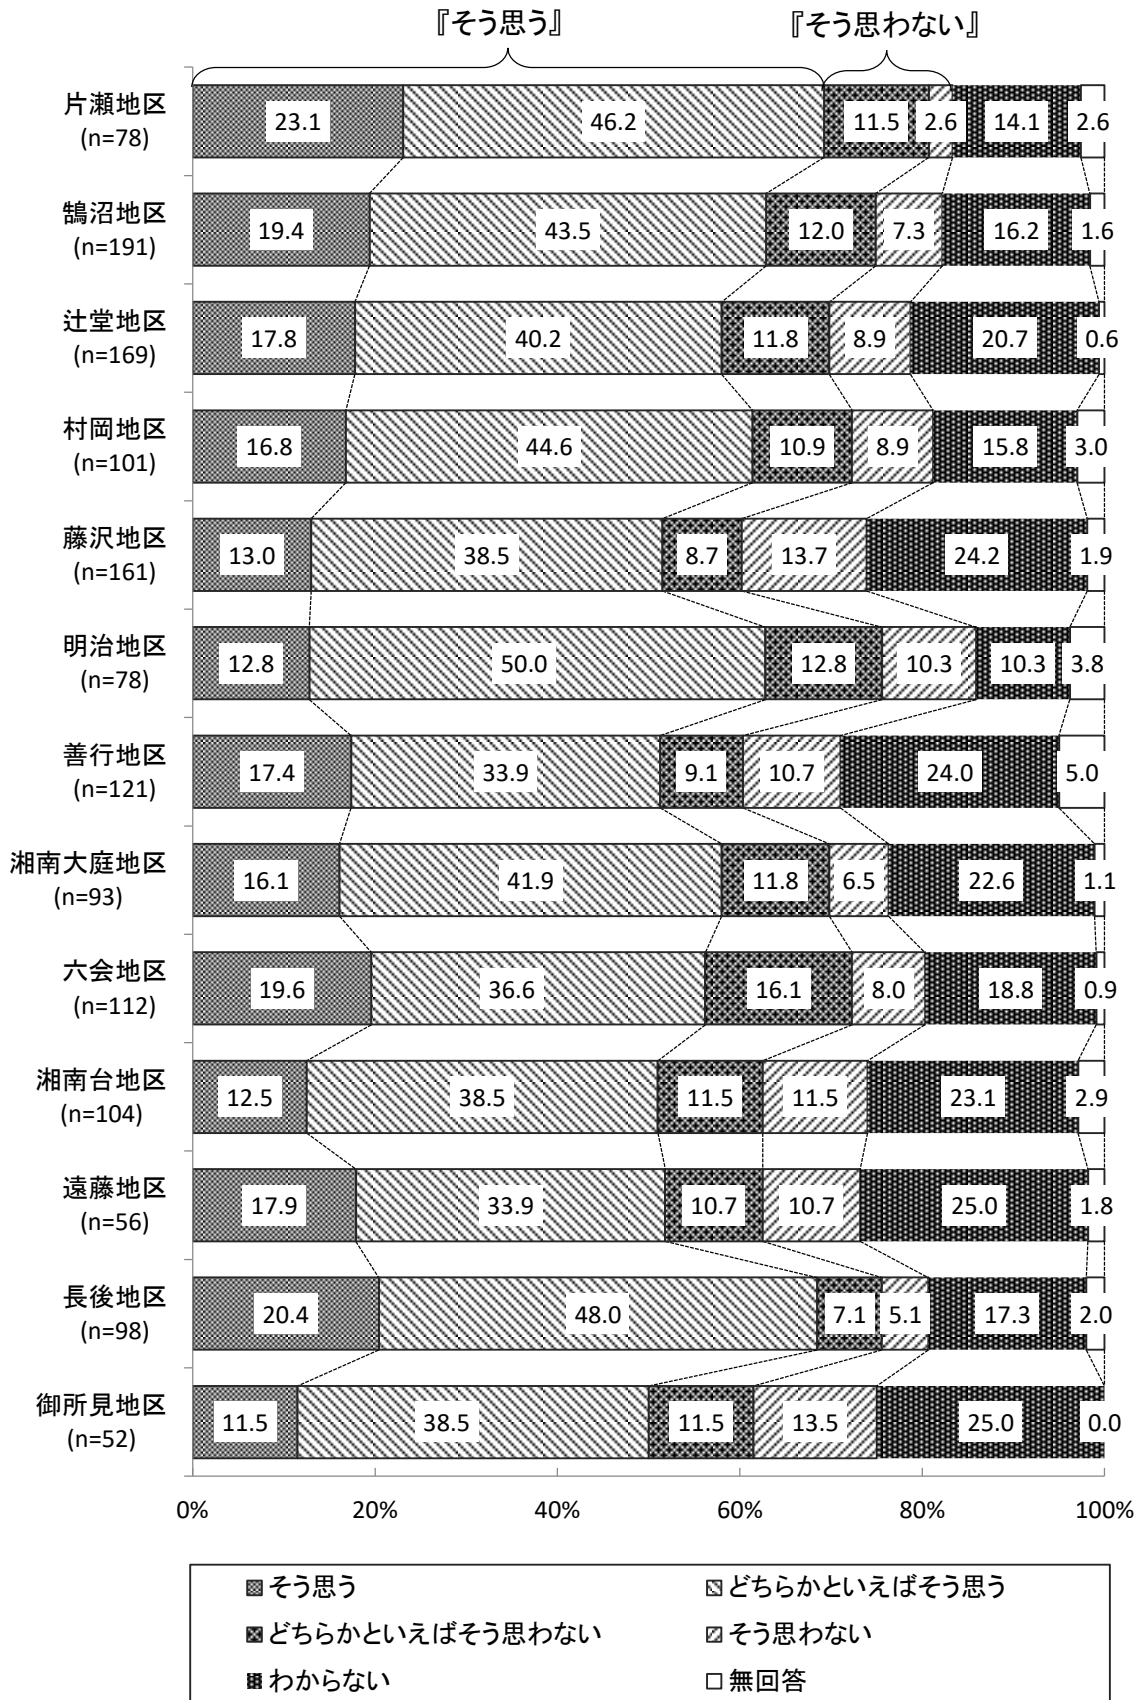 『そう思う』 『そう思わない』
片瀬地区
(n=78)
23.1 46.2 11.5 2.6 14.1 2.6
鵠沼地区
(n=191)
19.4 43.5 12.0 7.3 16.2 1.6
辻堂地区
(n=169)
17.8 40.2 11.8 8.9 20.7 0.6
村岡地区
(n=101)
16.8 44.6 10.9 8.9 15.8 3.0
藤沢地区
(n=161)
13.0 38.5 8.7 13.7 24.2 1.9
明治地区
(n=78)
12.8 50.0 12.8 10.3 10.3 3.8
善行地区
(n=121)
17.4 33.9 9.1 10.7 24.0 5.0
湘南大庭地区
(n=93)
16.1 41.9 11.8 6.5 22.6 1.1
六会地区
(n=112)
19.6 36.6 16.1 8.0 18.8 0.9
湘南台地区
(n=104)
12.5 38.5 11.5 11.5 23.1 2.9
遠藤地区
(n=56)
17.9 33.9 10.7 10.7 25.0 1.8
長後地区
(n=98)
20.4 48.0 7.1 5.1 17.3 2.0
御所見地区
(n=52)
11.5 38.5 11.5 13.5 25.0 0.0
0% 20% 40% 60% 80% 100%
そう思う どちらかといえばそう思う
どちらかといえばそう思わない そう思わない
わからない 無回答